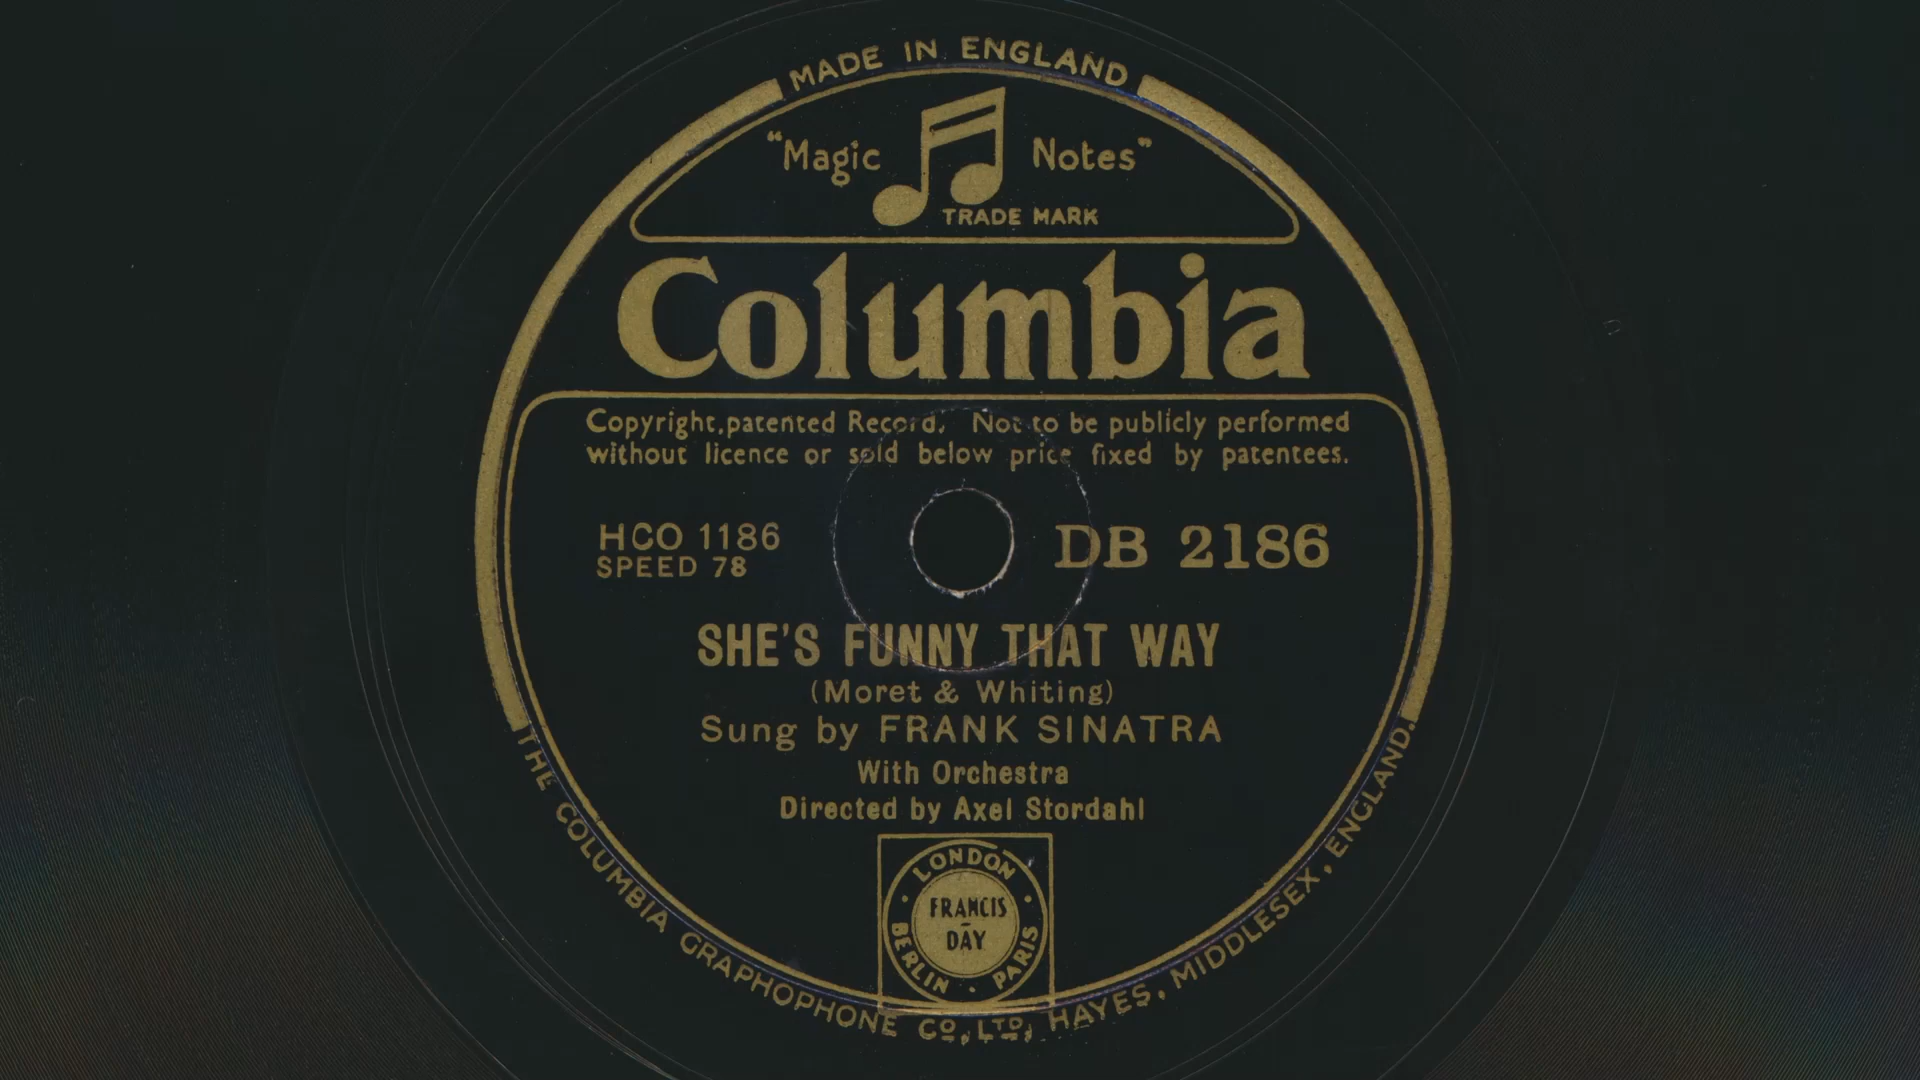 MADE IN ENGLAND
"Magic Notes"
TRADE MARK
Columbia
Copyright, patented Record. Not to be publicly performed
without licence or sold below price fixed by patentees.
HCO 1186
SPEED 78
DB 2186
SHE'S FUNNY THAT WAY
(Moret & Whiting)
Sung by FRANK SINATRA
With Orchestra
Directed by Axel Stordahl
LONDON
FRANCIS
DAY
BERLIN · PARIS
THE COLUMBIA GRAPHOPHONE Co., LTD., HAYES, MIDDLESEX, ENGLAND.